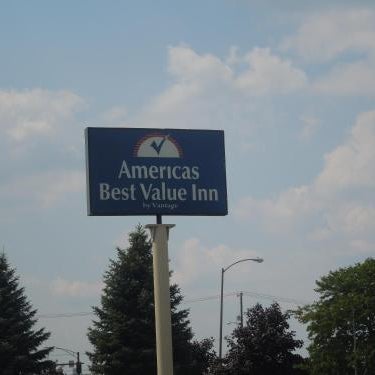 Americas
Best Value Inn
by Vantage